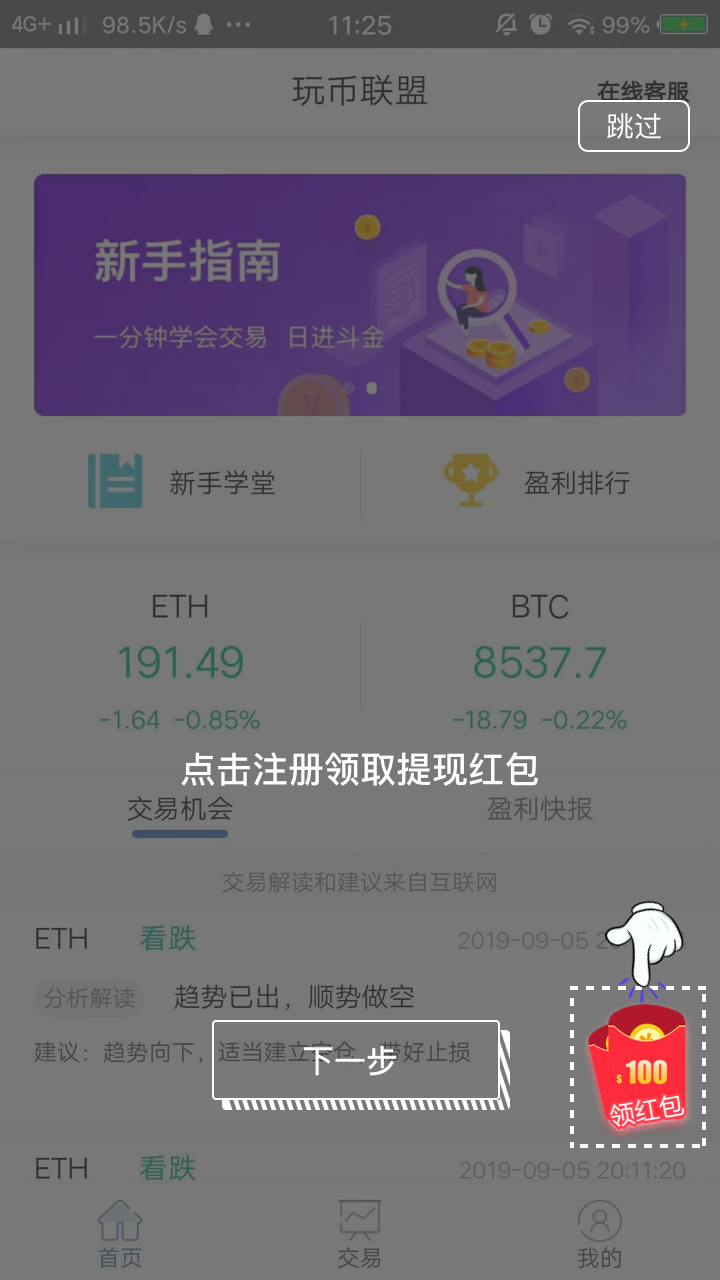 4G+ 98.5K/s 11:25 99%
玩币联盟
在线客服
跳过
新手指南
一分钟学会交易 日进斗金
新手学堂 盈利排行
ETH BTC
191.49 8537.7
-1.64 -0.85% -18.79 -0.22%
点击注册领取提现红包
交易机会 盈利快报
交易解读和建议来自互联网
ETH 看跌 2019-09-05 2
分析解读 趋势已出，顺势做空
建议：趋势向下，适当建立 仓 带好止损
下一步
$100
领红包
ETH 看跌 2019-09-05 20:11:20
首页 交易 我的